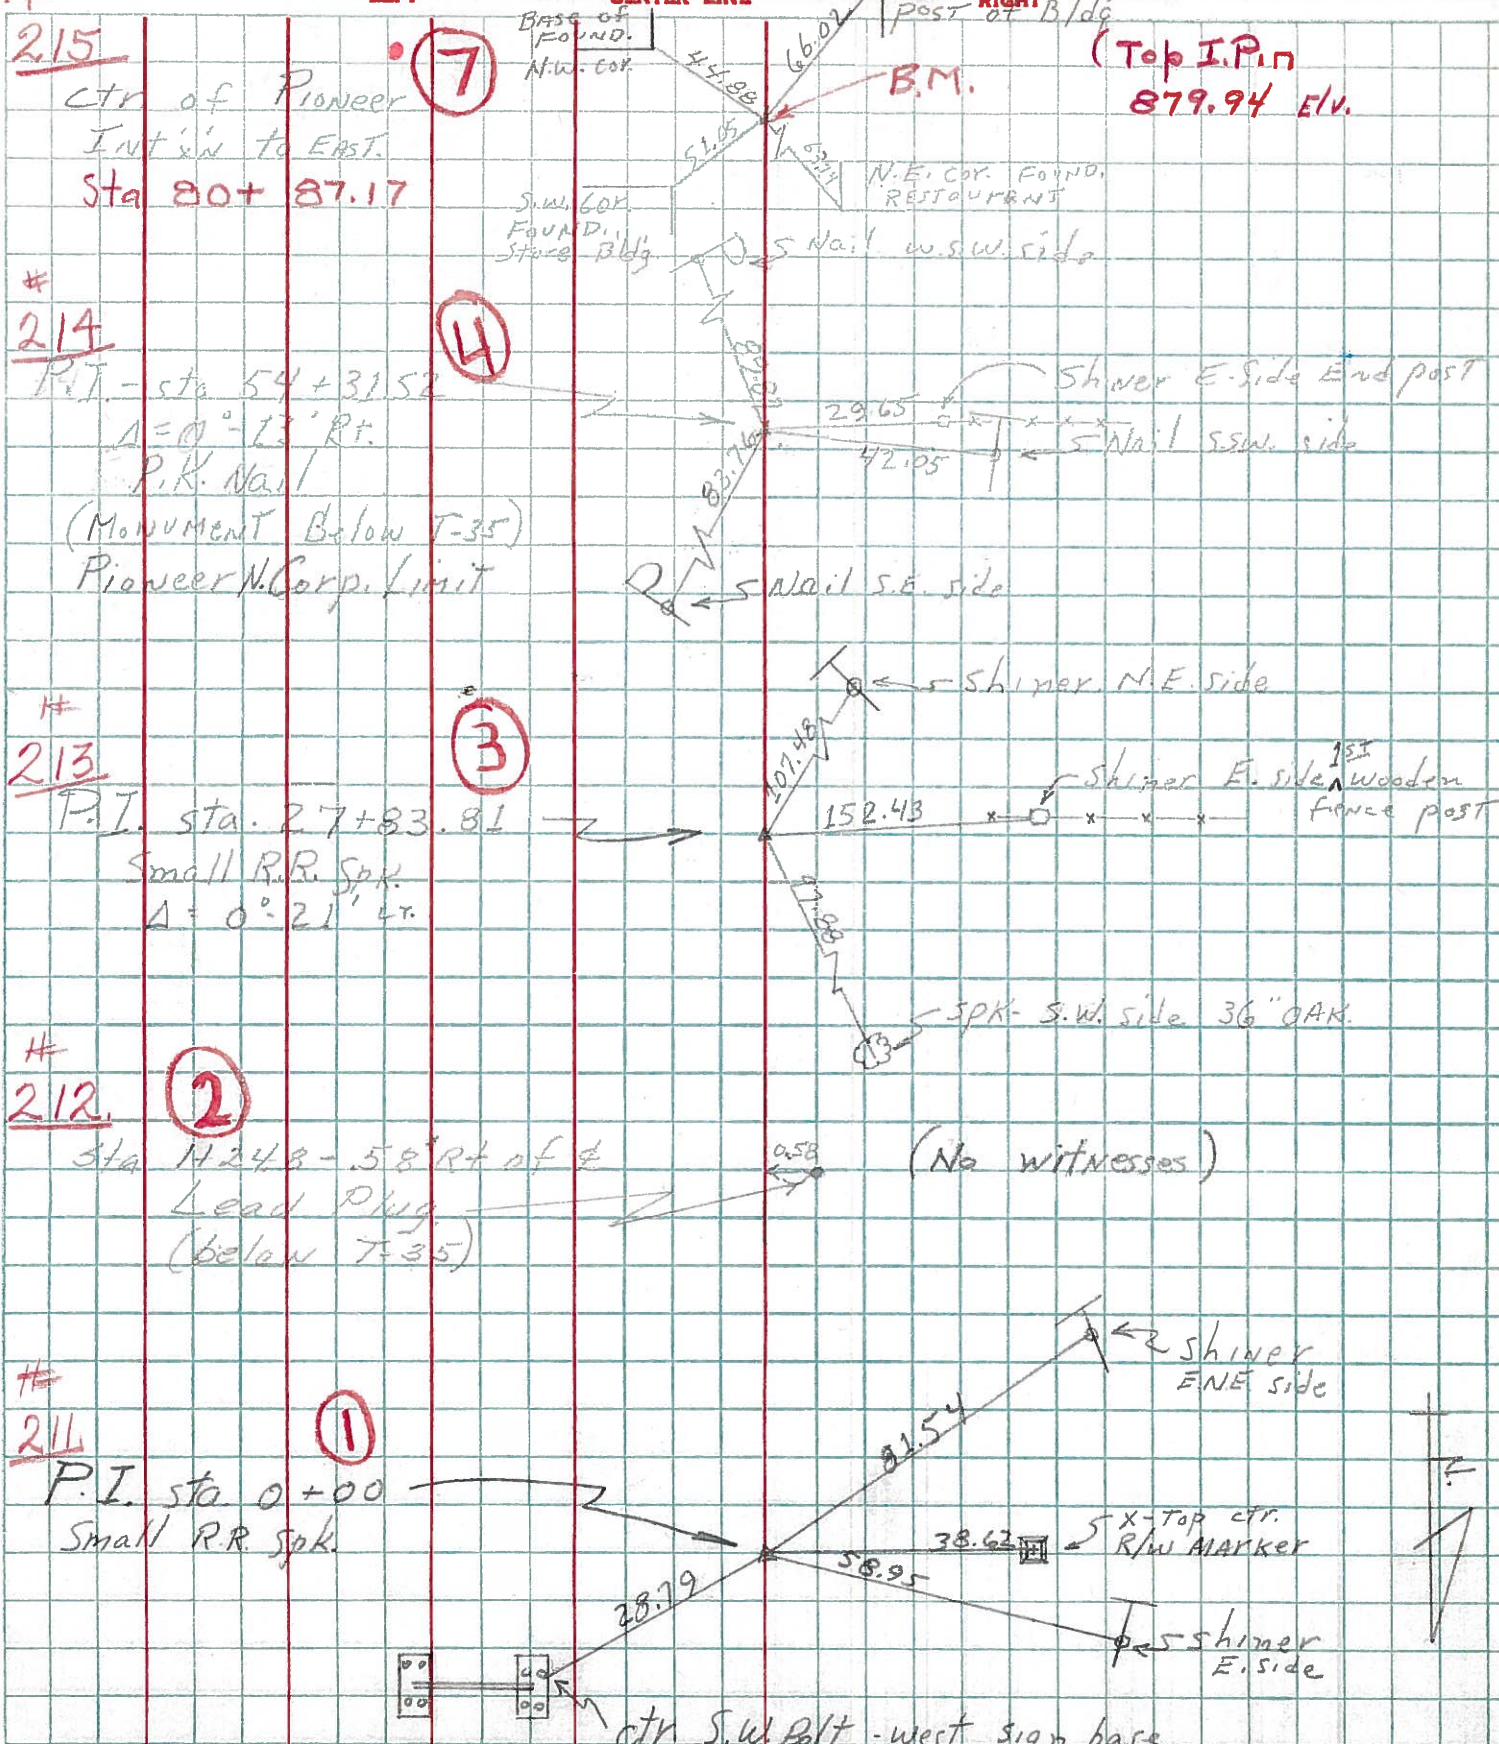 CENTER LINE
RIGHT
215
Ctr of Pioneer
Int'x'n to EAST.
Sta 80+87.17
7
BASE of
FOUND.
N.W. Cor.
44.88
66.02
Post of Bldg
B.M.
(Top I.Pin
879.94 Elv.
51.05
S.W. Cor.
FOUND.
Store Bldg.
N.E. Cor. FOUND.
RESTAURANT
Nail w.s.w. side
#
214
4
P.I. - sta 54+31.52
Δ=0°-13' Rt.
P.K. Nail
(MONUMENT Below T-35)
Pioneer N. Corp. Limit
29.65
Shiner E-side End post
42.05
Nail SSW. side
83.76
Nail S.E. side
#
213
3
P.I. sta. 27+83.81
Small R.R. Spk.
Δ = 0°-21' LT.
107.48
Shiner N.E. side
152.43
Shiner E. side 1ST wooden
fence post
97.88
SPK- S.W. side 36" OAK.
#
212.
2
Sta 1+24.8 - .58' Rt of ℄
Lead Plug
(below T-35)
0.58
(No witnesses)
#
211
1
P.I. sta 0+00
Small R.R. Spk.
81.54
Shiner
ENE side
38.62
X-Top ctr.
R/W MARKER
58.95
Shiner
E. side
28.79
ctr. S.W. Bolt - west sign base